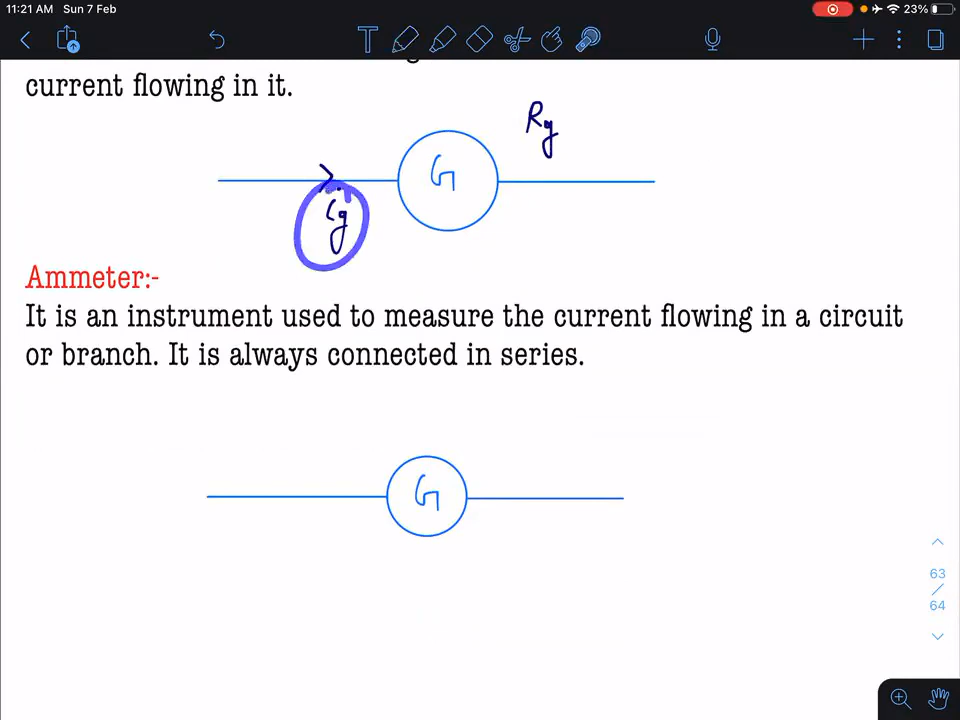 11:21 AM Sun 7 Feb
23%
current flowing in it.
Rg
G
ig
Ammeter:-
It is an instrument used to measure the current flowing in a circuit
or branch. It is always connected in series.
G
63
/
64